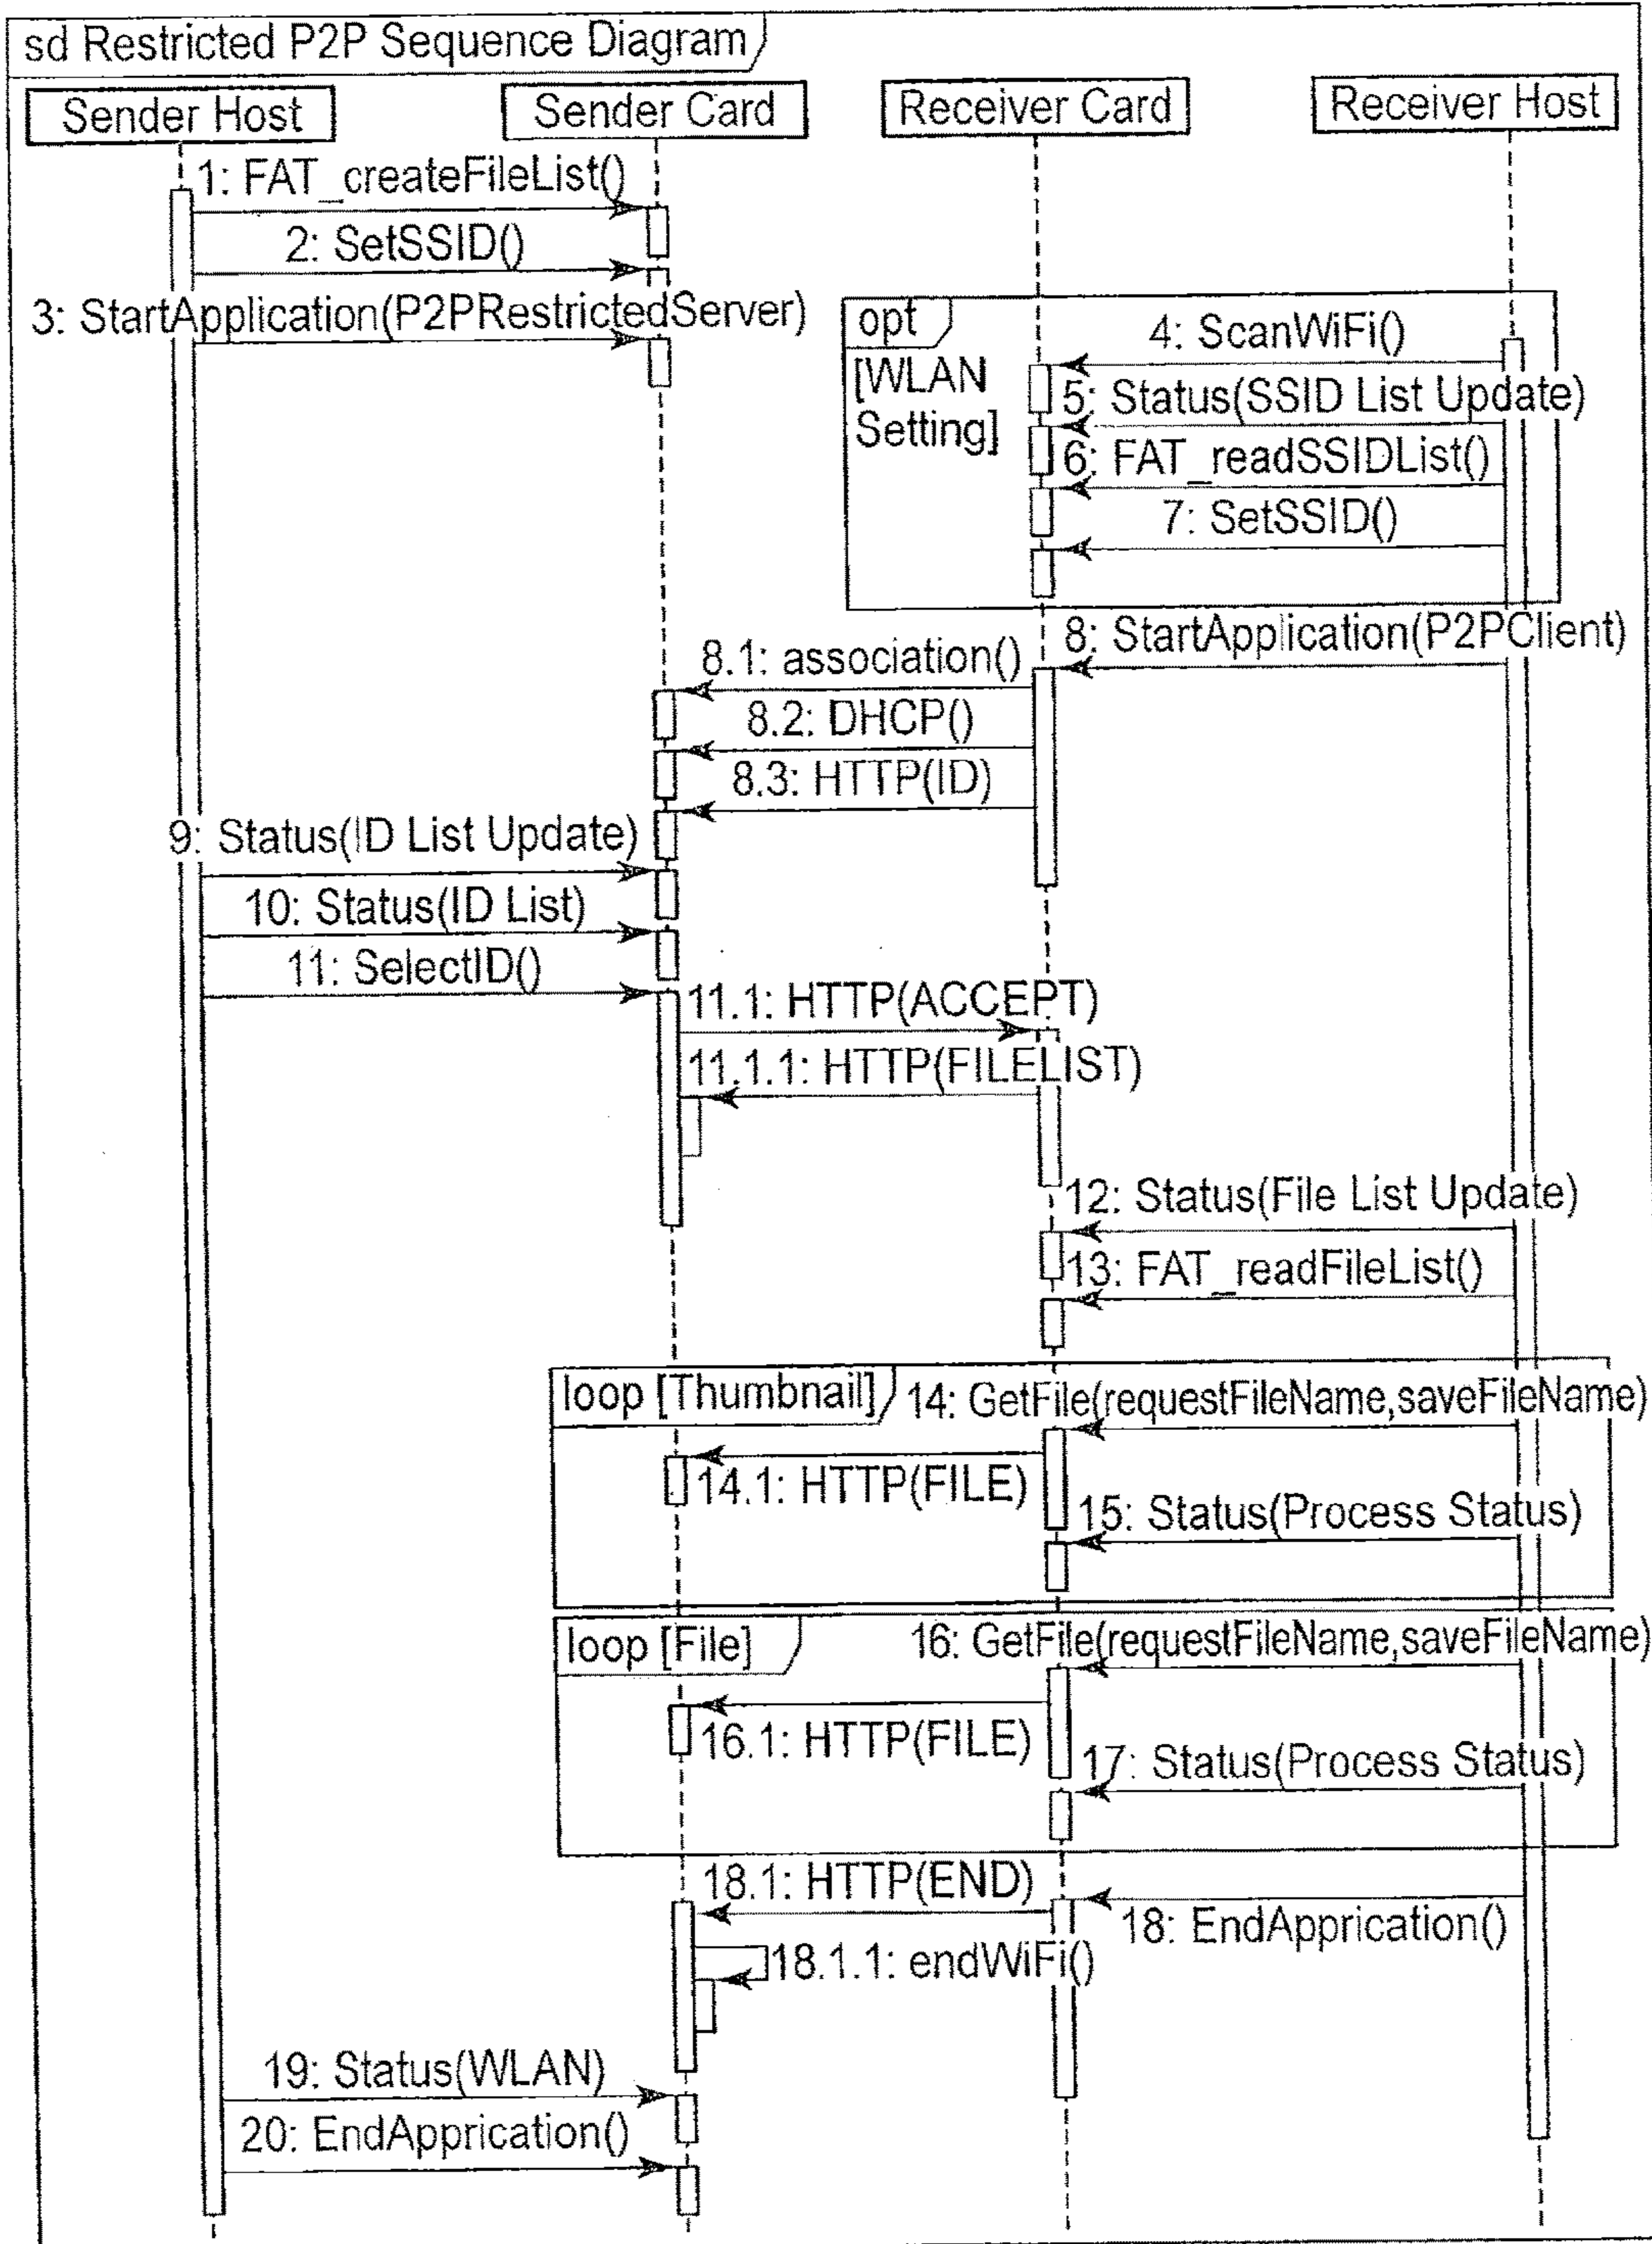 sd Restricted P2P Sequence Diagram
Sender Host
Sender Card
Receiver Card
Receiver Host
1: FAT_createFileList()
2: SetSSID()
3: StartApplication(P2PRestrictedServer)
opt
[WLAN
Setting]
4: ScanWiFi()
5: Status(SSID List Update)
6: FAT_readSSIDList()
7: SetSSID()
8: StartApplication(P2PClient)
8.1: association()
8.2: DHCP()
8.3: HTTP(ID)
9: Status(ID List Update)
10: Status(ID List)
11: SelectID()
11.1: HTTP(ACCEPT)
11.1.1: HTTP(FILELIST)
12: Status(File List Update)
13: FAT_readFileList()
loop [Thumbnail]
14: GetFile(requestFileName,saveFileName)
14.1: HTTP(FILE)
15: Status(Process Status)
loop [File]
16: GetFile(requestFileName,saveFileName)
16.1: HTTP(FILE)
17: Status(Process Status)
18.1: HTTP(END)
18: EndApprication()
18.1.1: endWiFi()
19: Status(WLAN)
20: EndApprication()